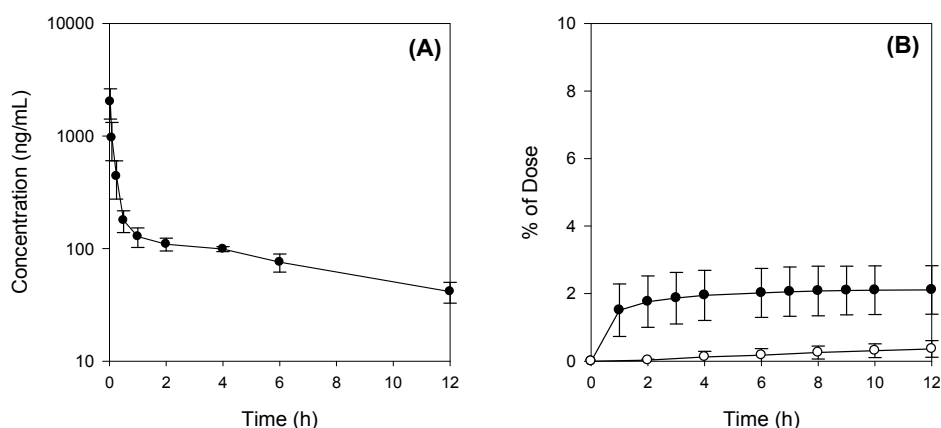 (A)
Concentration (ng/mL)
10000
1000
100
10
0 2 4 6 8 10 12
Time (h)
(B)
% of Dose
10
8
6
4
2
0
0 2 4 6 8 10 12
Time (h)